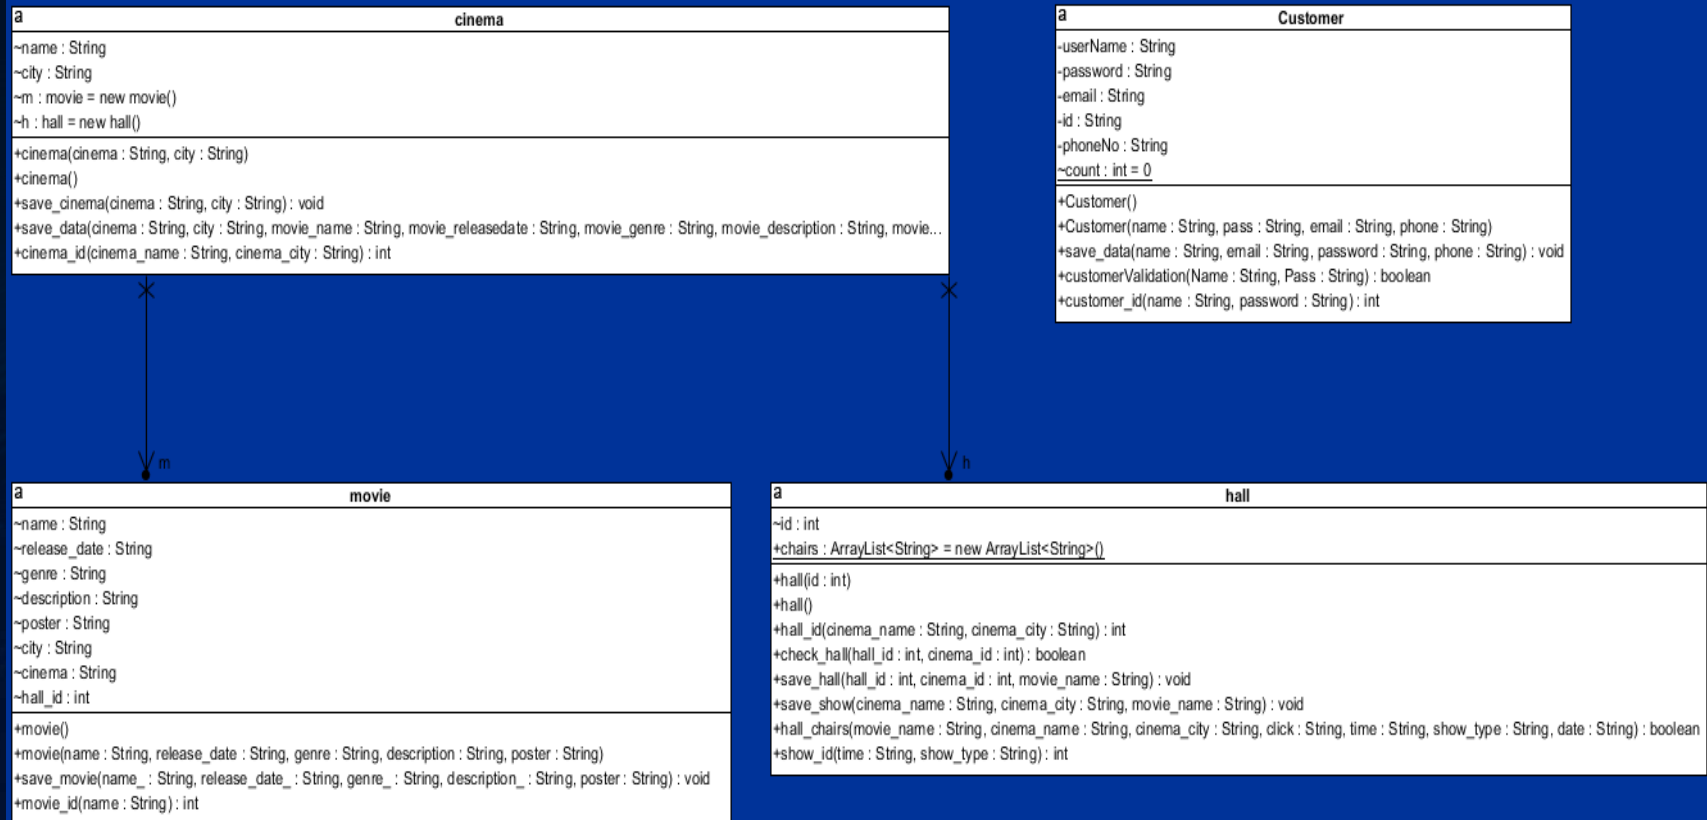 a
cinema
~name : String
~city : String
~m : movie = new movie()
~h : hall = new hall()
+cinema(cinema : String, city : String)
+cinema()
+save_cinema(cinema : String, city : String) : void
+save_data(cinema : String, city : String, movie_name : String, movie_releasedate : String, movie_genre : String, movie_description : String, movie...
+cinema_id(cinema_name : String, cinema_city : String) : int
a
Customer
-userName : String
-password : String
-email : String
-id : String
-phoneNo : String
~count : int = 0
+Customer()
+Customer(name : String, pass : String, email : String, phone : String)
+save_data(name : String, email : String, password : String, phone : String) : void
+customerValidation(Name : String, Pass : String) : boolean
+customer_id(name : String, password : String) : int
m
h
a
movie
~name : String
~release_date : String
~genre : String
~description : String
~poster : String
~city : String
~cinema : String
~hall_id : int
+movie()
+movie(name : String, release_date : String, genre : String, description : String, poster : String)
+save_movie(name_ : String, release_date_ : String, genre_ : String, description_ : String, poster : String) : void
+movie_id(name : String) : int
a
hall
~id : int
+chairs : ArrayList<String> = new ArrayList<String>()
+hall(id : int)
+hall()
+hall_id(cinema_name : String, cinema_city : String) : int
+check_hall(hall_id : int, cinema_id : int) : boolean
+save_hall(hall_id : int, cinema_id : int, movie_name : String) : void
+save_show(cinema_name : String, cinema_city : String, movie_name : String) : void
+hall_chairs(movie_name : String, cinema_name : String, cinema_city : String, click : String, time : String, show_type : String, date : String) : boolean
+show_id(time : String, show_type : String) : int